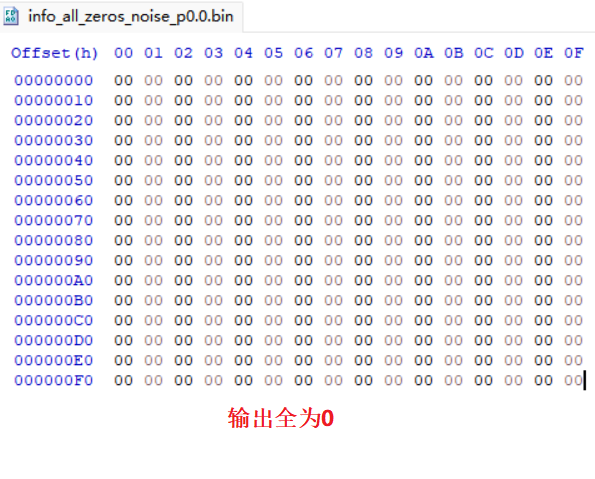 info_all_zeros_noise_p0.0.bin
Offset(h) 00 01 02 03 04 05 06 07 08 09 0A 0B 0C 0D 0E 0F
00000000 00 00 00 00 00 00 00 00 00 00 00 00 00 00 00 00
00000010 00 00 00 00 00 00 00 00 00 00 00 00 00 00 00 00
00000020 00 00 00 00 00 00 00 00 00 00 00 00 00 00 00 00
00000030 00 00 00 00 00 00 00 00 00 00 00 00 00 00 00 00
00000040 00 00 00 00 00 00 00 00 00 00 00 00 00 00 00 00
00000050 00 00 00 00 00 00 00 00 00 00 00 00 00 00 00 00
00000060 00 00 00 00 00 00 00 00 00 00 00 00 00 00 00 00
00000070 00 00 00 00 00 00 00 00 00 00 00 00 00 00 00 00
00000080 00 00 00 00 00 00 00 00 00 00 00 00 00 00 00 00
00000090 00 00 00 00 00 00 00 00 00 00 00 00 00 00 00 00
000000A0 00 00 00 00 00 00 00 00 00 00 00 00 00 00 00 00
000000B0 00 00 00 00 00 00 00 00 00 00 00 00 00 00 00 00
000000C0 00 00 00 00 00 00 00 00 00 00 00 00 00 00 00 00
000000D0 00 00 00 00 00 00 00 00 00 00 00 00 00 00 00 00
000000E0 00 00 00 00 00 00 00 00 00 00 00 00 00 00 00 00
000000F0 00 00 00 00 00 00 00 00 00 00 00 00 00 00 00 00
输出全为0